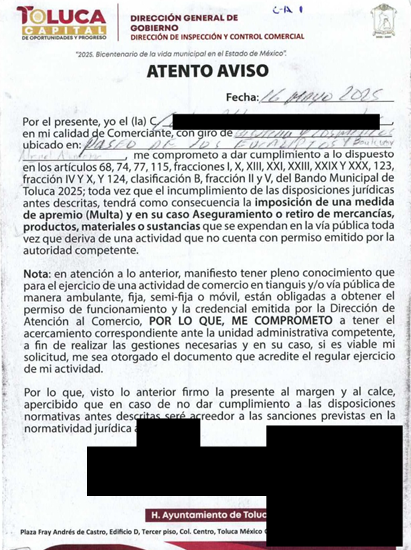 TOLUCA
CAPITAL
DE OPORTUNIDADES Y PROGRESO
DIRECCIÓN GENERAL DE
GOBIERNO
DIRECCIÓN DE INSPECCIÓN Y CONTROL COMERCIAL
C-A 1
"2025. Bicentenario de la vida municipal en el Estado de México".
ATENTO AVISO
Fecha: 16 MAYO 2025
Por el presente, yo el (la) C
en mi calidad de Comerciante, con giro de
ubicado en: PASEO DE LOS
, me comprometo a dar cumplimiento a lo dispuesto
en los artículos 68, 74, 77, 115, fracciones I, X, XIII, XXI, XXIII, XXIX Y XXX, 123,
fracción IV Y X, Y 124, clasificación B, fracción II y V, del Bando Municipal de
Toluca 2025; toda vez que el incumplimiento de las disposiciones jurídicas
antes descritas, tendrá como consecuencia la imposición de una medida
de apremio (Multa) y en su caso Aseguramiento o retiro de mercancías,
productos, materiales o sustancias que se expendan en la vía pública toda
vez que deriva de una actividad que no cuenta con permiso emitido por la
autoridad competente.
Nota: en atención a lo anterior, manifiesto tener pleno conocimiento que
para el ejercicio de una actividad de comercio en tianguis y/o vía pública de
manera ambulante, fija, semi-fija o móvil, están obligadas a obtener el
permiso de funcionamiento y la credencial emitida por la Dirección de
Atención al Comercio, POR LO QUE, ME COMPROMETO a tener el
acercamiento correspondiente ante la unidad administrativa competente,
a fin de realizar las gestiones necesarias y en su caso, si es viable mi
solicitud, me sea otorgado el documento que acredite el regular ejercicio
de mi actividad.
Por lo que, visto lo anterior firmo la presente al margen y al calce,
apercibido que en caso de no dar cumplimiento a las disposiciones
normativas antes descritas seré acreedor a las sanciones previstas en la
normatividad jurídica
H. Ayuntamiento de Toluc
Plaza Fray Andrés de Castro, Edificio D, Tercer piso, Col. Centro, Toluca México